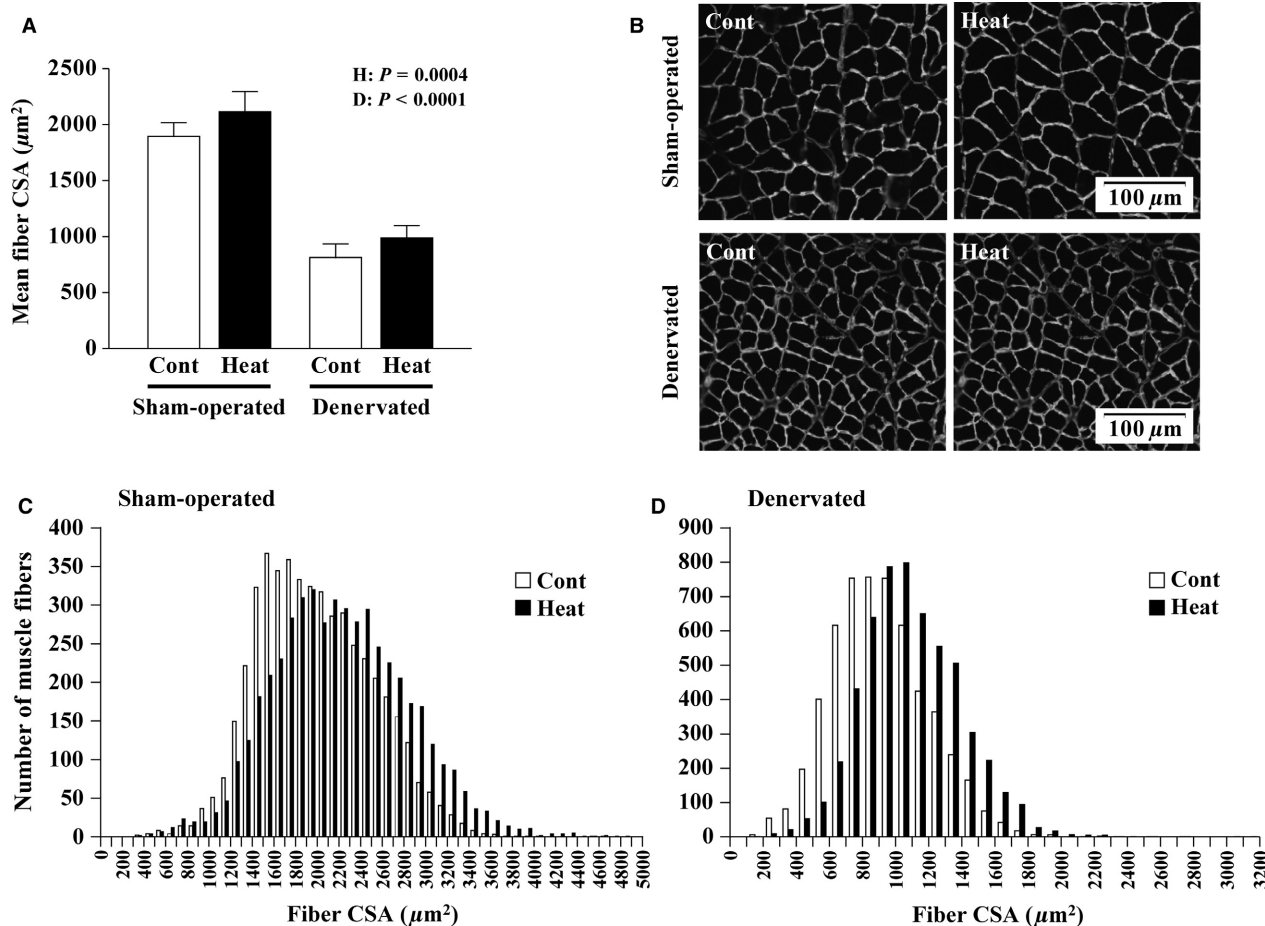 A
2500
2000
1500
1000
500
0
Mean fiber CSA (µm²)
H: P = 0.0004
D: P < 0.0001
Cont Heat Cont Heat
Sham-operated Denervated
B
Sham-operated
Cont
Heat
100 µm
Denervated
Cont
Heat
100 µm
C
Sham-operated
400
350
300
250
200
150
100
50
0
Number of muscle fibers
Cont
Heat
0 200 400 600 800 1000 1200 1400 1600 1800 2000 2200 2400 2600 2800 3000 3200 3400 3600 3800 4000 4200 4400 4600 4800 5000
Fiber CSA (µm²)
D
Denervated
900
800
700
600
500
400
300
200
100
0
Cont
Heat
0 200 400 600 800 1000 1200 1400 1600 1800 2000 2200 2400 2600 2800 3000 3200
Fiber CSA (µm²)